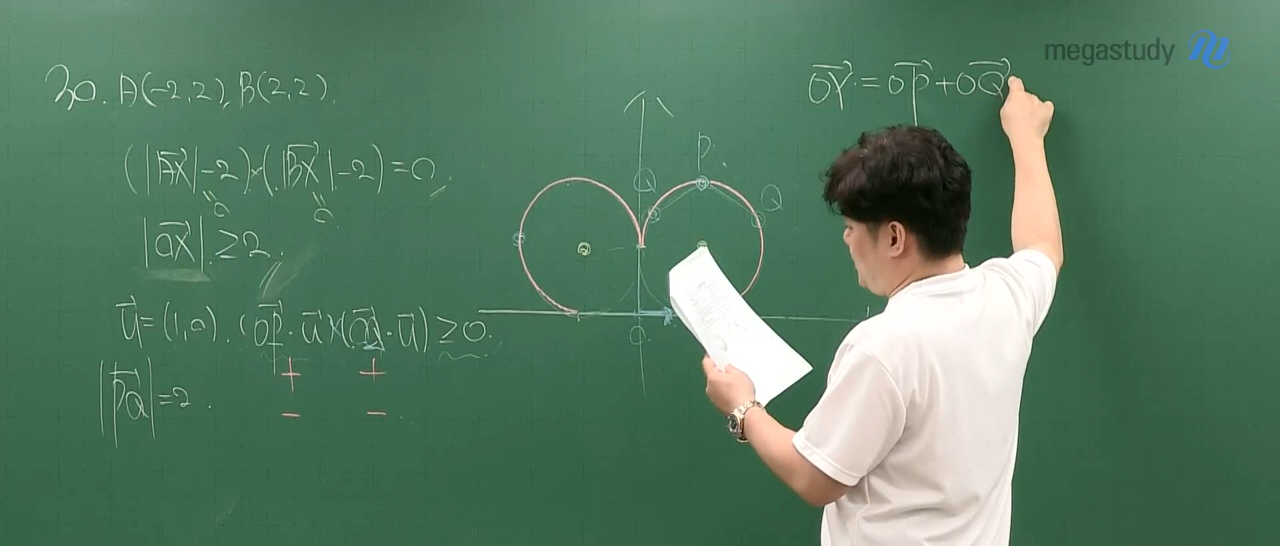 megastudy
30. A(-2,2), B(2,2).
(|AX|-2)×(|BX|-2)=0
|OX| ≥ 2.
u=(1,0). (OP·u)×(OQ·u) ≥ 0.
+ +
|PQ|=2.
- -
OY = OP + OQ
P.
Q Q
O